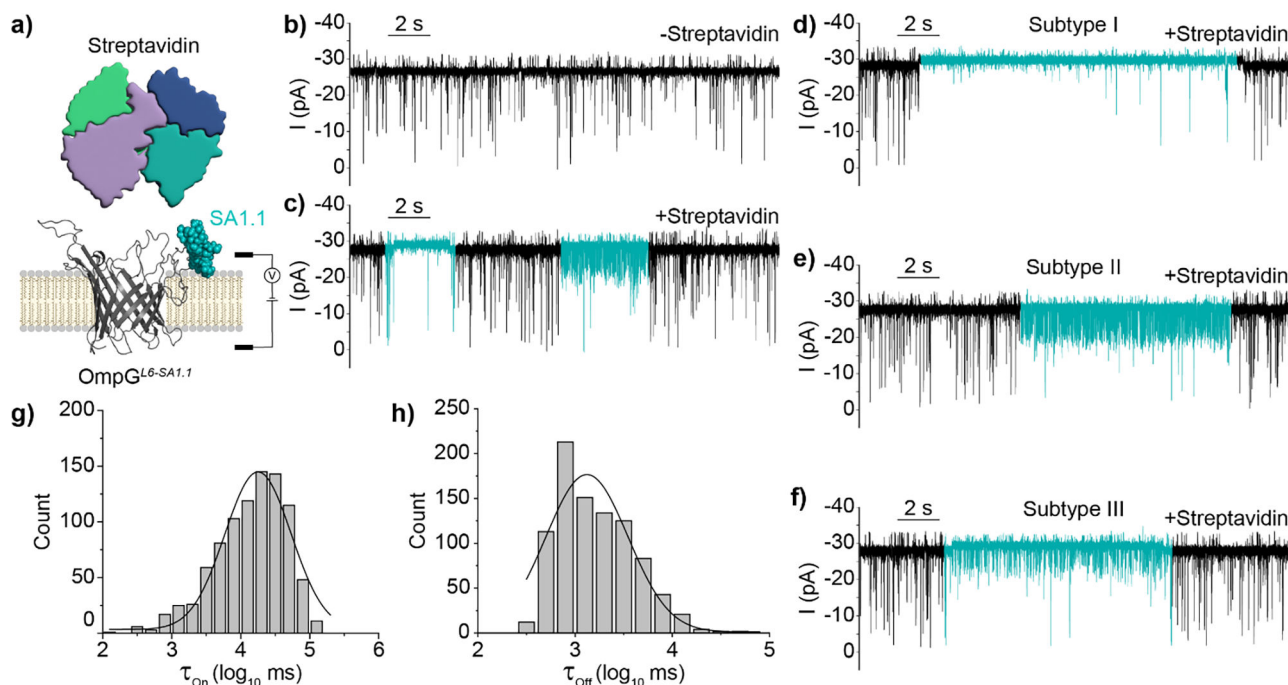 a)
Streptavidin
SA1.1
V
OmpG^L6-SA1.1
b)
2 s
-Streptavidin
-40
-30
-20
-10
0
I (pA)
c)
2 s
+Streptavidin
-40
-30
-20
-10
0
I (pA)
d)
2 s
Subtype I
+Streptavidin
-40
-30
-20
-10
0
I (pA)
e)
2 s
Subtype II
+Streptavidin
-40
-30
-20
-10
0
I (pA)
f)
2 s
Subtype III
+Streptavidin
-40
-30
-20
-10
0
I (pA)
g)
200
150
100
50
0
Count
2 3 4 5 6
τOn (log10 ms)
h)
250
200
150
100
50
0
Count
2 3 4 5
τOff (log10 ms)